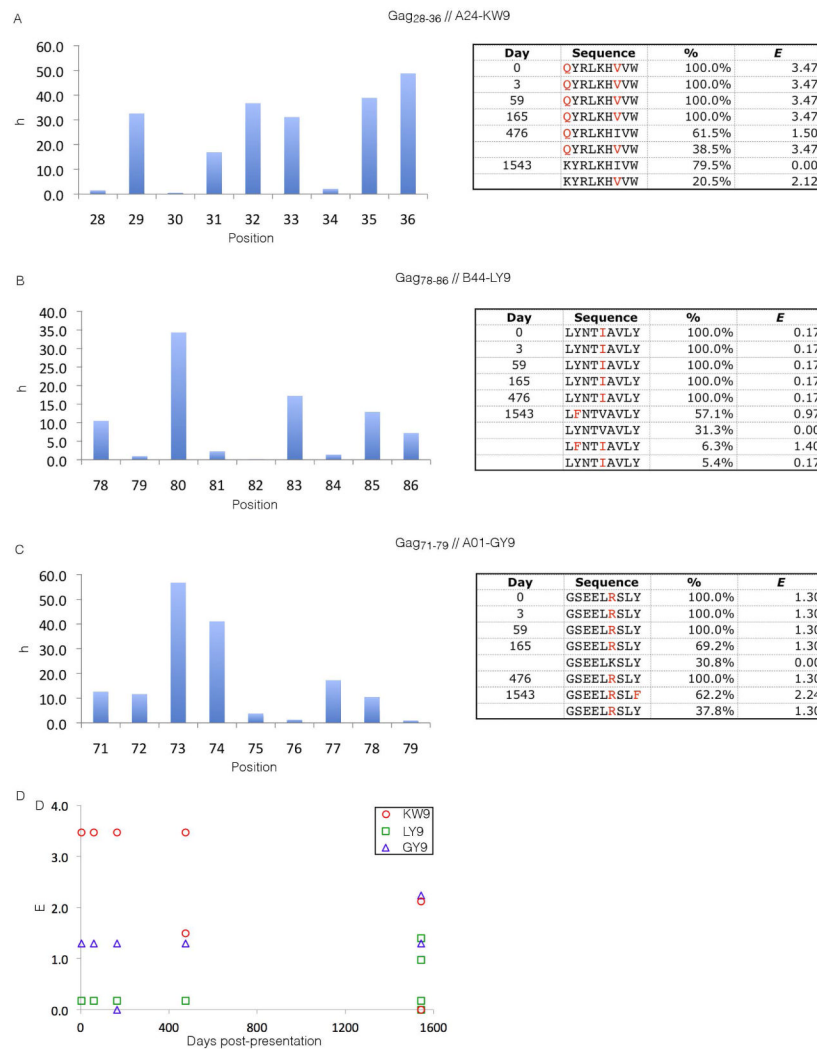 A
Gag28-36 // A24-KW9
60.0
50.0
40.0
30.0
20.0
10.0
0.0
h
28 29 30 31 32 33 34 35 36
Position
Day Sequence % E
0 QYRLKHVVW 100.0% 3.47
3 QYRLKHVVW 100.0% 3.47
59 QYRLKHVVW 100.0% 3.47
165 QYRLKHVVW 100.0% 3.47
476 QYRLKHIVW 61.5% 1.50
QYRLKHVVW 38.5% 3.47
1543 KYRLKHIVW 79.5% 0.00
KYRLKHVVW 20.5% 2.12
B
Gag78-86 // B44-LY9
40.0
35.0
30.0
25.0
20.0
15.0
10.0
5.0
0.0
h
78 79 80 81 82 83 84 85 86
Position
Day Sequence % E
0 LYNTIAVLY 100.0% 0.17
3 LYNTIAVLY 100.0% 0.17
59 LYNTIAVLY 100.0% 0.17
165 LYNTIAVLY 100.0% 0.17
476 LYNTIAVLY 100.0% 0.17
1543 LFNTVAVLY 57.1% 0.97
LYNTVAVLY 31.3% 0.00
LFNTIAVLY 6.3% 1.40
LYNTIAVLY 5.4% 0.17
C
Gag71-79 // A01-GY9
60.0
50.0
40.0
30.0
20.0
10.0
0.0
h
71 72 73 74 75 76 77 78 79
Position
Day Sequence % E
0 GSEELRSLY 100.0% 1.30
3 GSEELRSLY 100.0% 1.30
59 GSEELRSLY 100.0% 1.30
165 GSEELRSLY 69.2% 1.30
GSEELKSLY 30.8% 0.00
476 GSEELRSLY 100.0% 1.30
1543 GSEELRSLF 62.2% 2.24
GSEELRSLY 37.8% 1.30
D
D
4.0
3.0
2.0
1.0
0.0
E
KW9
LY9
GY9
0 400 800 1200 1600
Days post-presentation